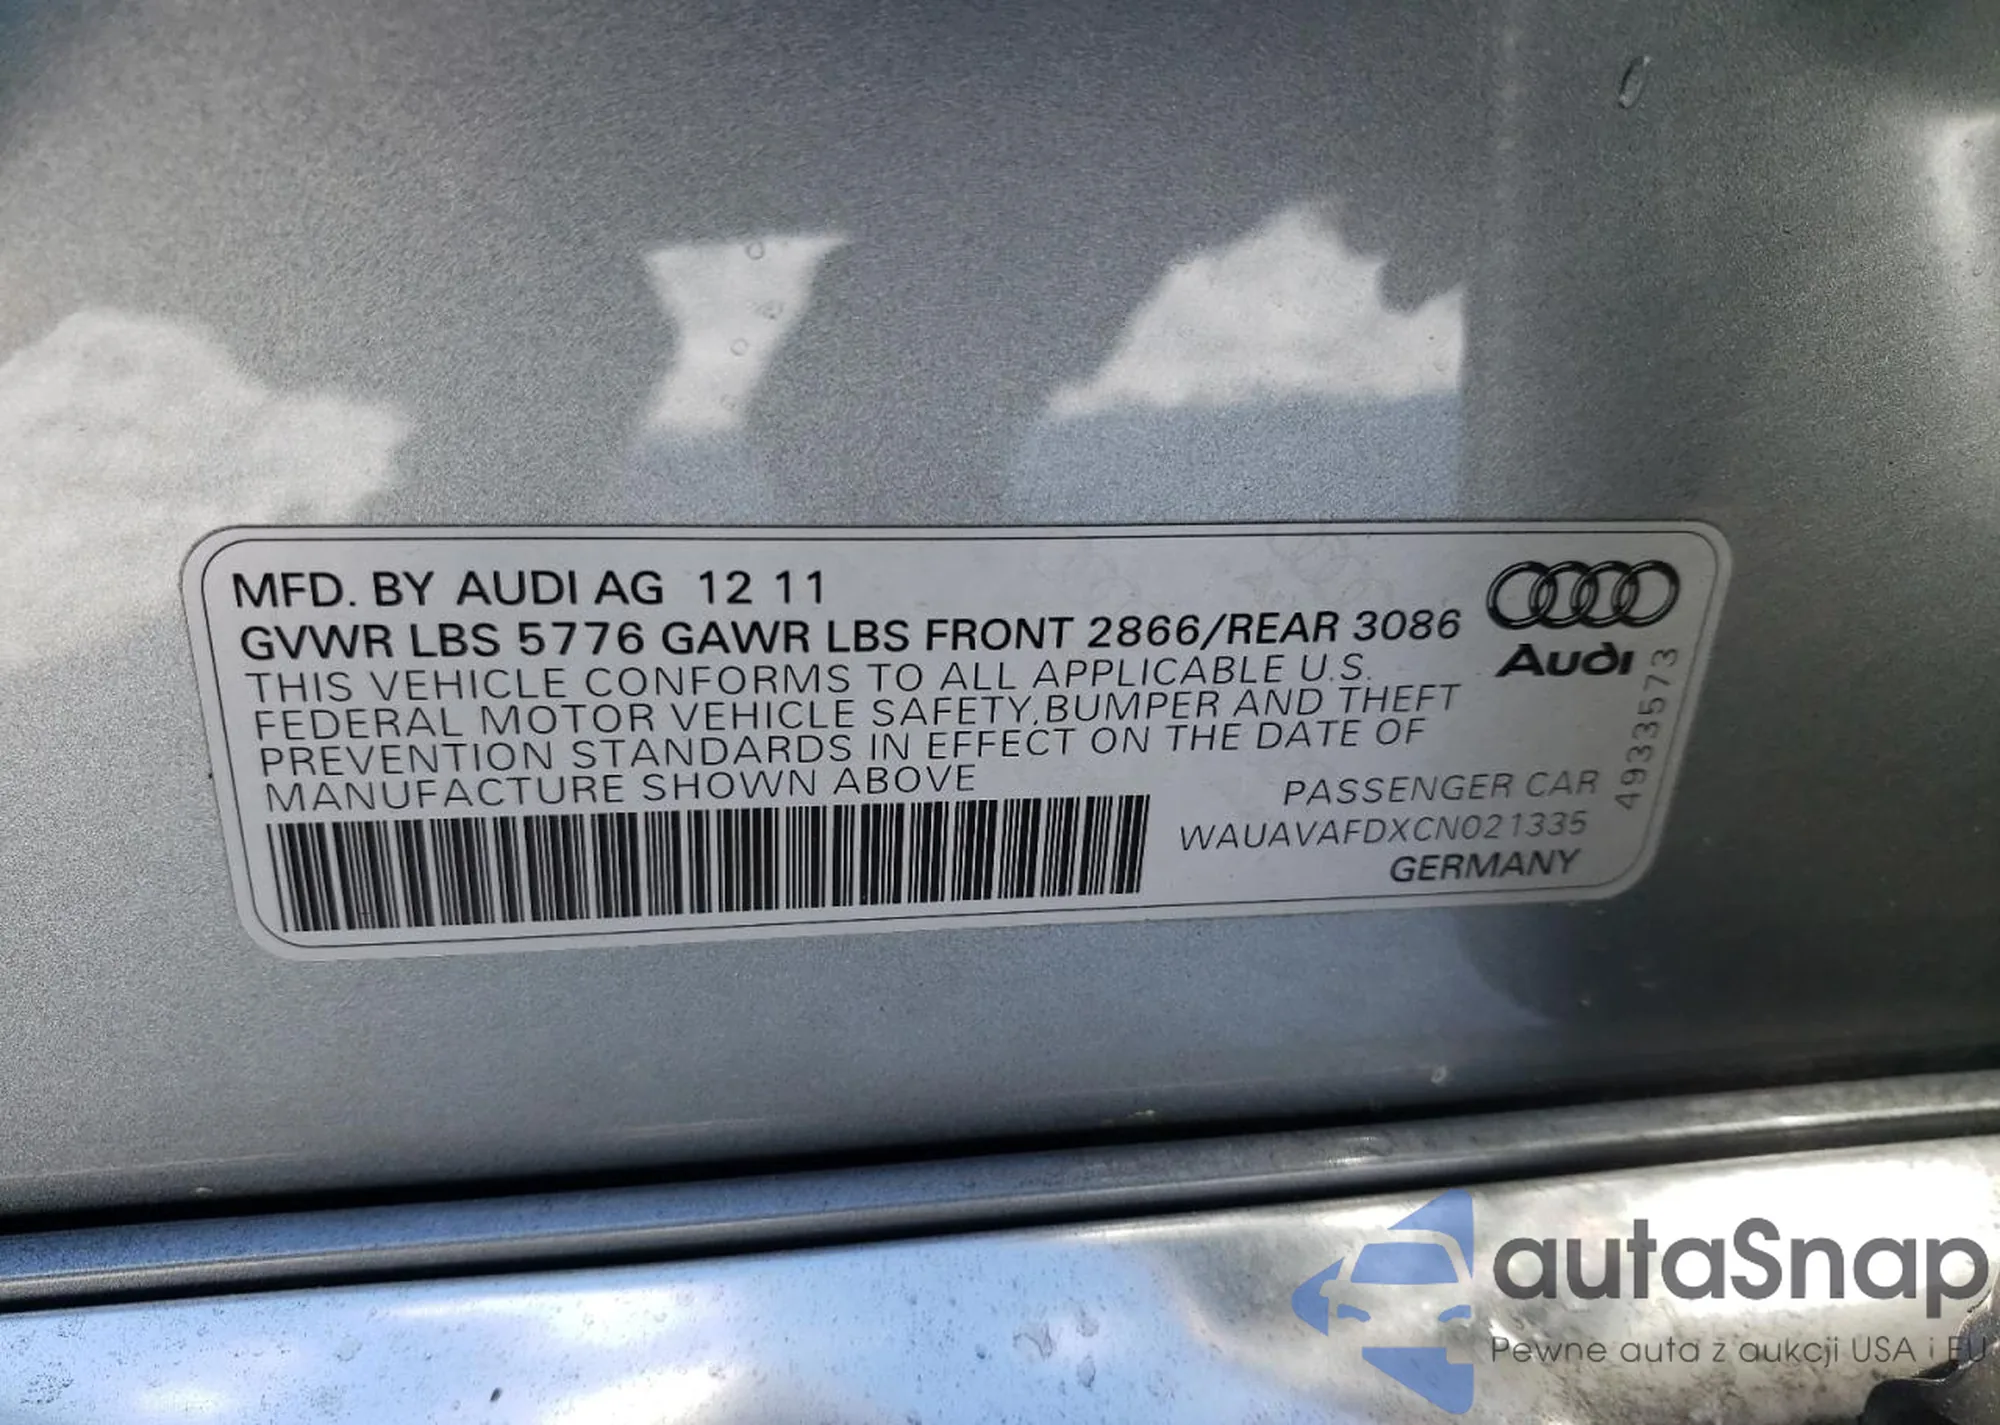 MFD. BY AUDI AG 12 11
GVWR LBS 5776 GAWR LBS FRONT 2866/REAR 3086
THIS VEHICLE CONFORMS TO ALL APPLICABLE U.S.
FEDERAL MOTOR VEHICLE SAFETY,BUMPER AND THEFT
PREVENTION STANDARDS IN EFFECT ON THE DATE OF
MANUFACTURE SHOWN ABOVE
Audi
4933573
PASSENGER CAR
WAUAVAFDXCN021335
GERMANY
autaSnap
Pewne auta z aukcji USA i EU